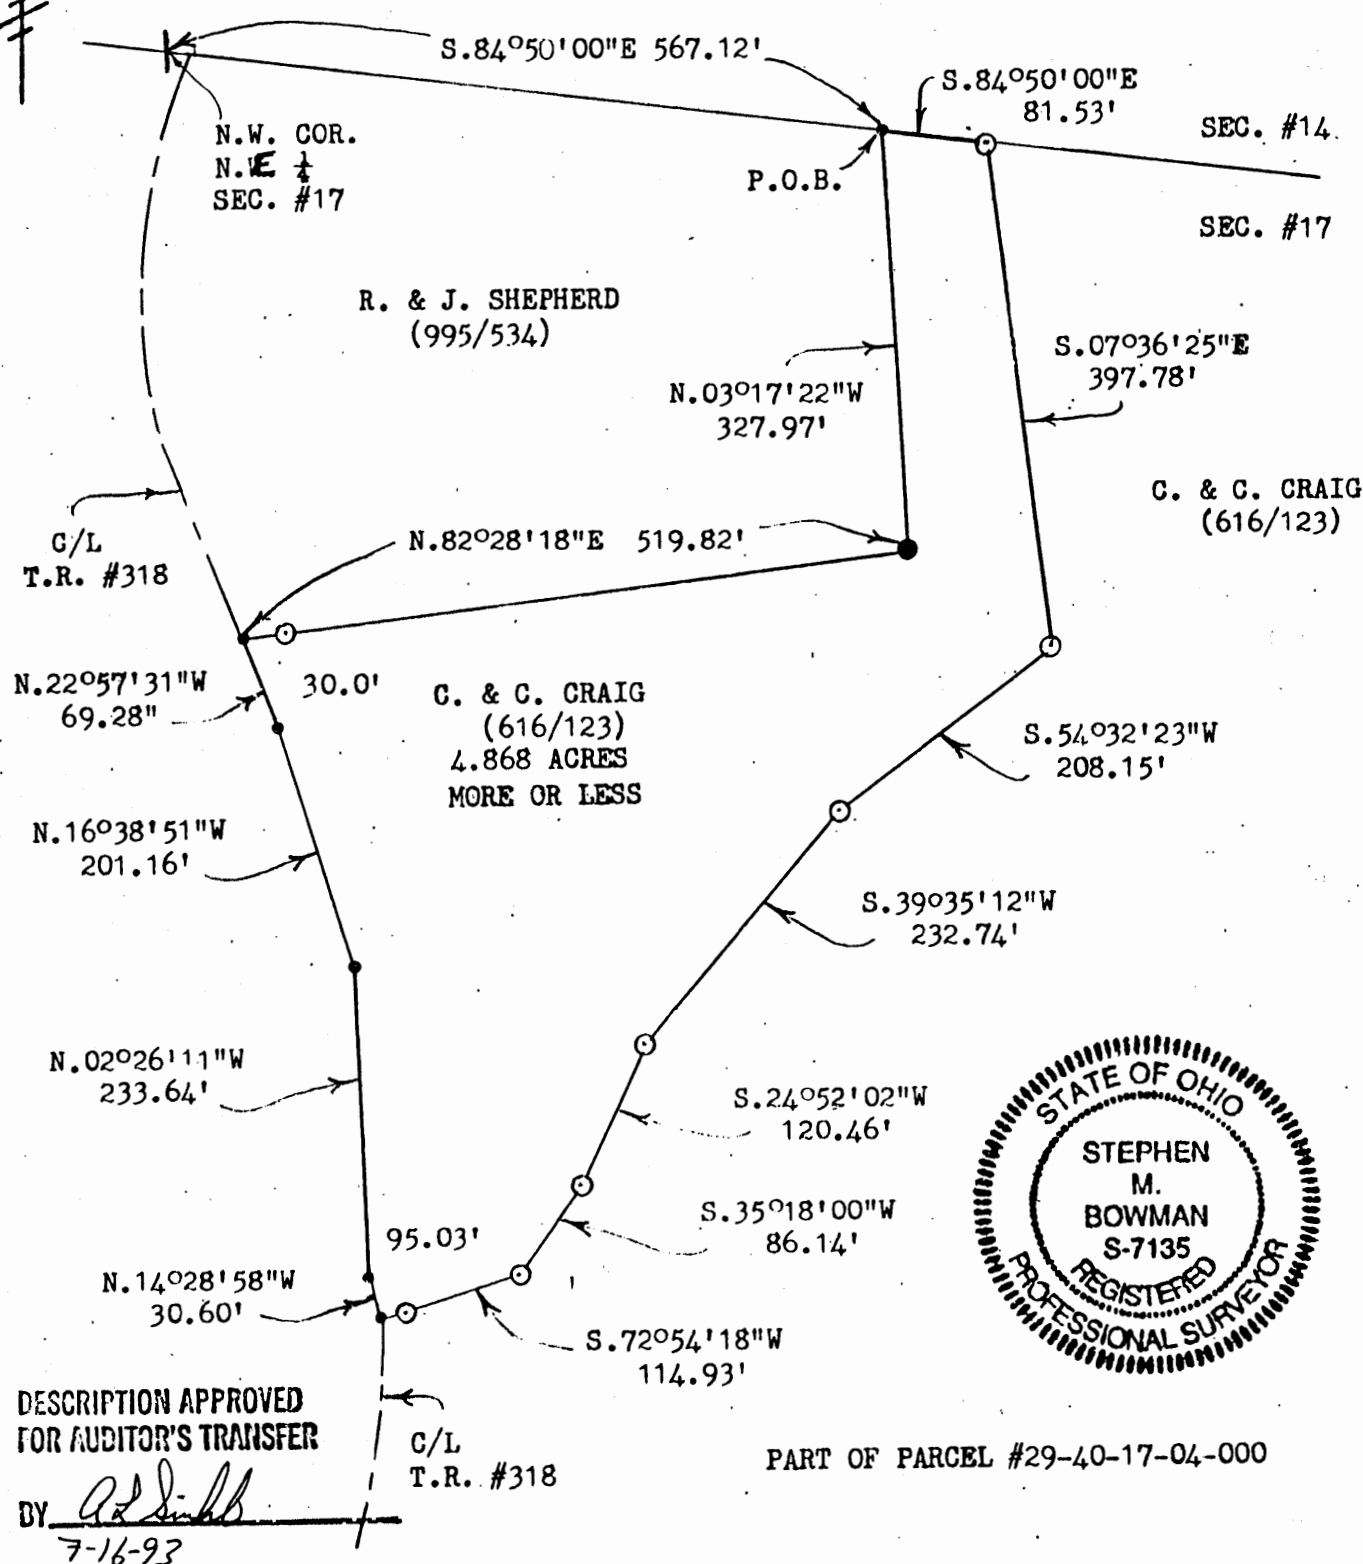 S.84°50'00"E 567.12'
S.84°50'00"E
81.53'
SEC. #14
N.W. COR.
N.E 1/4
SEC. #17
P.O.B.
SEC. #17
R. & J. SHEPHERD
(995/534)
S.07°36'25"E
397.78'
N.03°17'22"W
327.97'
C. & C. CRAIG
(616/123)
C/L
T.R. #318
N.82°28'18"E 519.82'
N.22°57'31"W
69.28"
30.0'
C. & C. CRAIG
(616/123)
4.868 ACRES
MORE OR LESS
S.54°32'23"W
208.15'
N.16°38'51"W
201.16'
S.39°35'12"W
232.74'
N.02°26'11"W
233.64'
S.24°52'02"W
120.46'
S.35°18'00"W
86.14'
95.03'
N.14°28'58"W
30.60'
S.72°54'18"W
114.93'
STATE OF OHIO
STEPHEN
M.
BOWMAN
S-7135
REGISTERED
PROFESSIONAL SURVEYOR
DESCRIPTION APPROVED
FOR AUDITOR'S TRANSFER
BY
7-16-93
C/L
T.R. #318
PART OF PARCEL #29-40-17-04-000